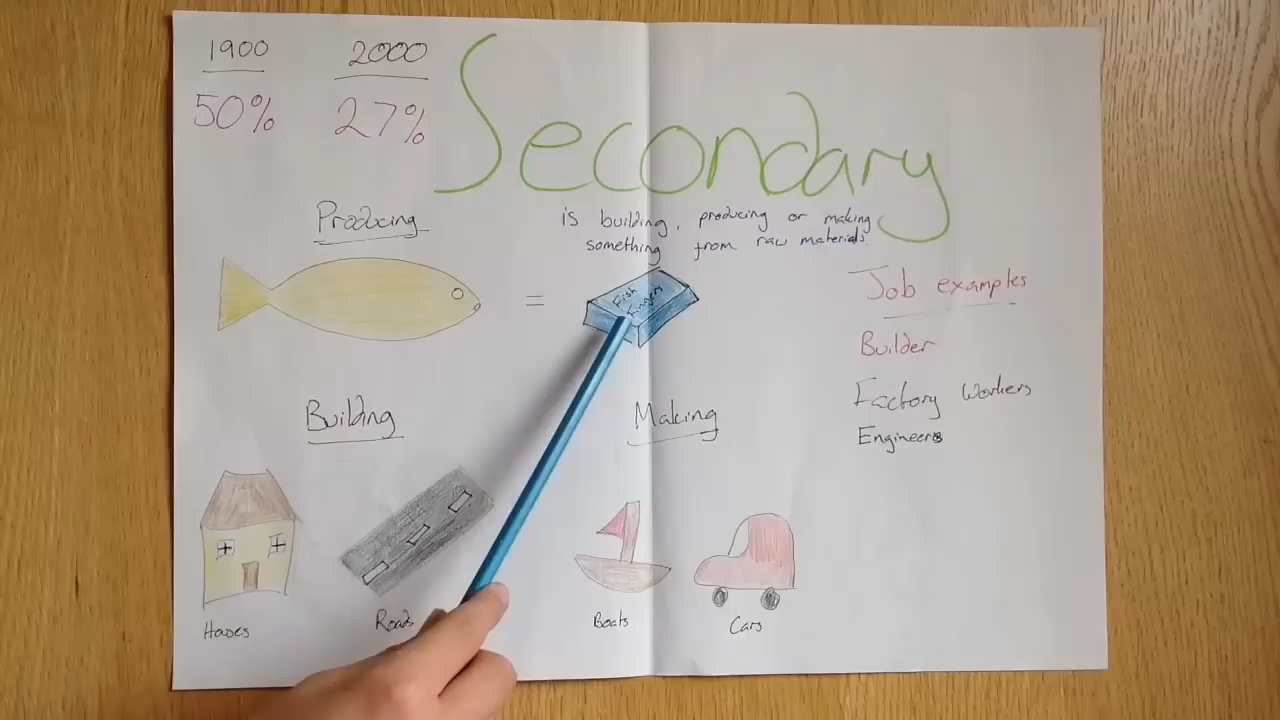 1900
2000
50%
27%
Secondary
is building, producing or making
something from raw materials.
Producing
=
Fish
Fingers
Job examples
Builder
Factory Workers
Engineers
Building
Making
Houses
Roads
Boats
Cars